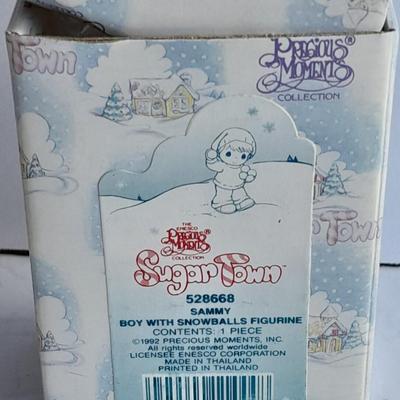 Town
PRECIOUS
MOMENTS®
COLLECTION
THE
ENESCO
PRECIOUS
MOMENTS®
COLLECTION
Sugar Town™
528668
SAMMY
BOY WITH SNOWBALLS FIGURINE
CONTENTS: 1 PIECE
©1992 PRECIOUS MOMENTS, INC.
All rights reserved worldwide
LICENSEE ENESCO CORPORATION
MADE IN THAILAND
PRINTED IN THAILAND
Town